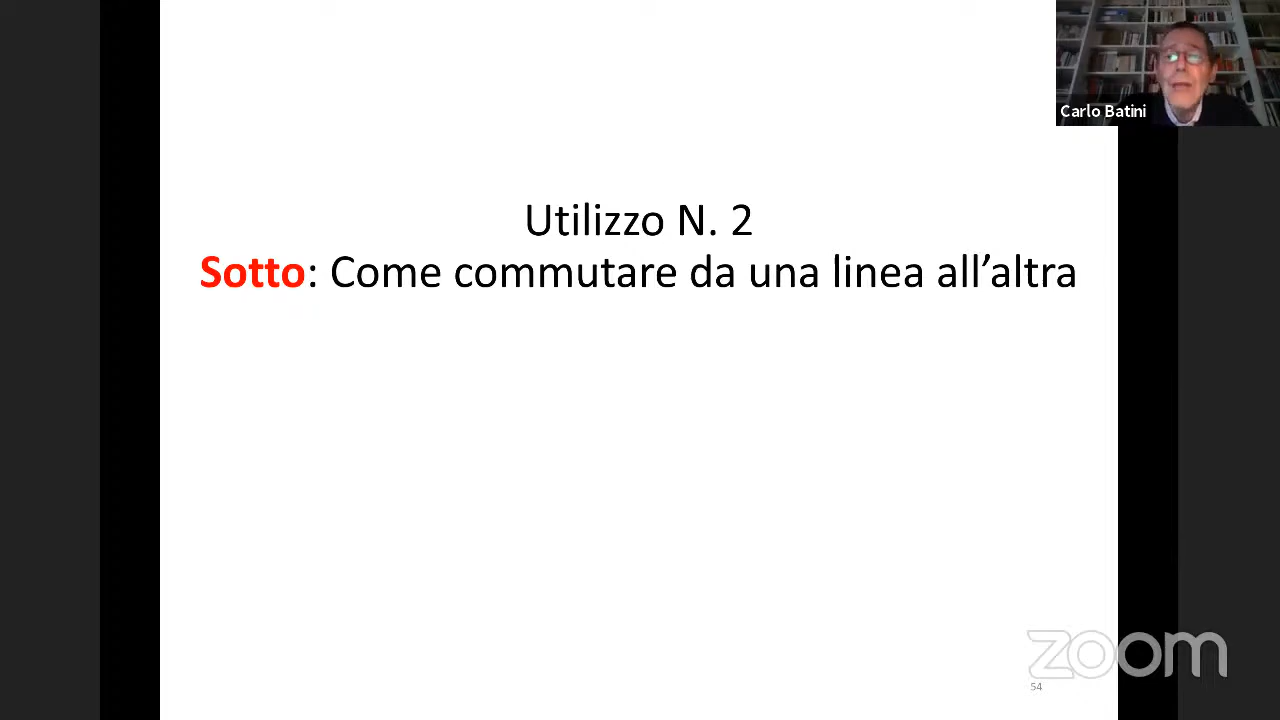 Carlo Batini
Utilizzo N. 2
Sotto: Come commutare da una linea all’altra
zoom
54